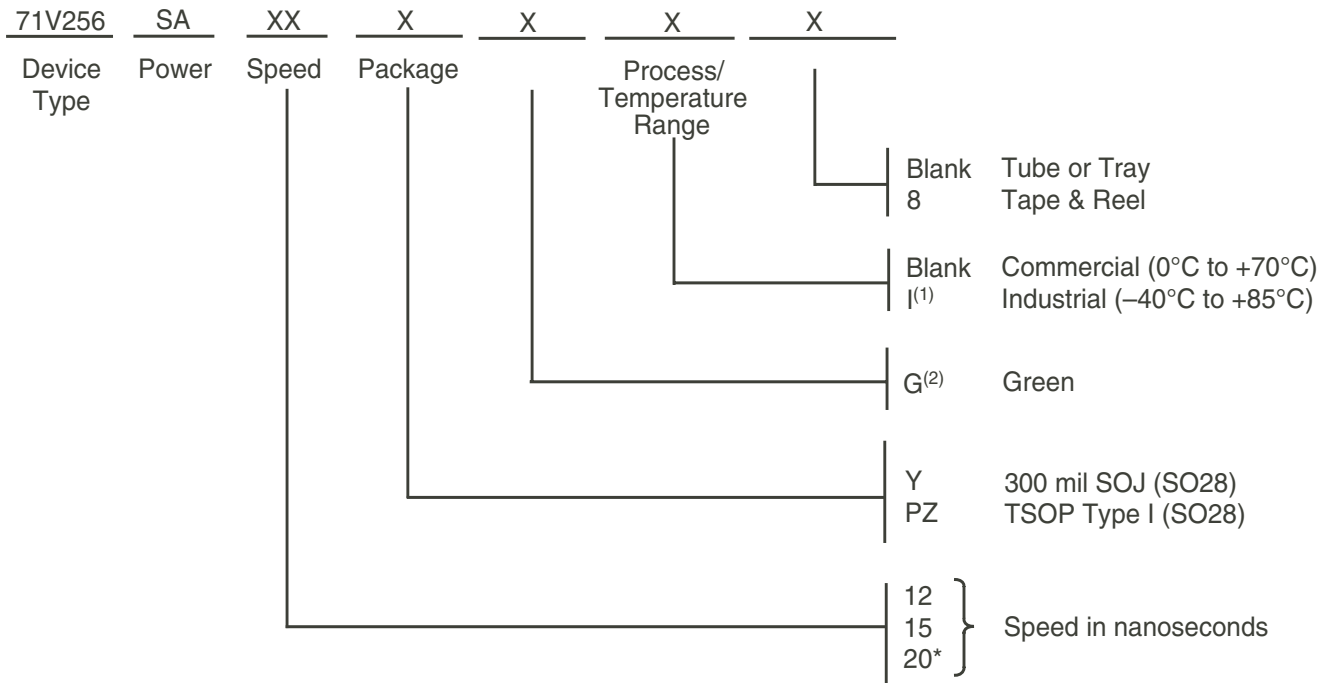 71V256 SA XX X X X X
Device Type Power Speed Package Process/ Temperature Range
Blank Tube or Tray
8 Tape & Reel
Blank Commercial (0°C to +70°C)
I(1) Industrial (–40°C to +85°C)
G(2) Green
Y 300 mil SOJ (SO28)
PZ TSOP Type I (SO28)
12
15 Speed in nanoseconds
20*